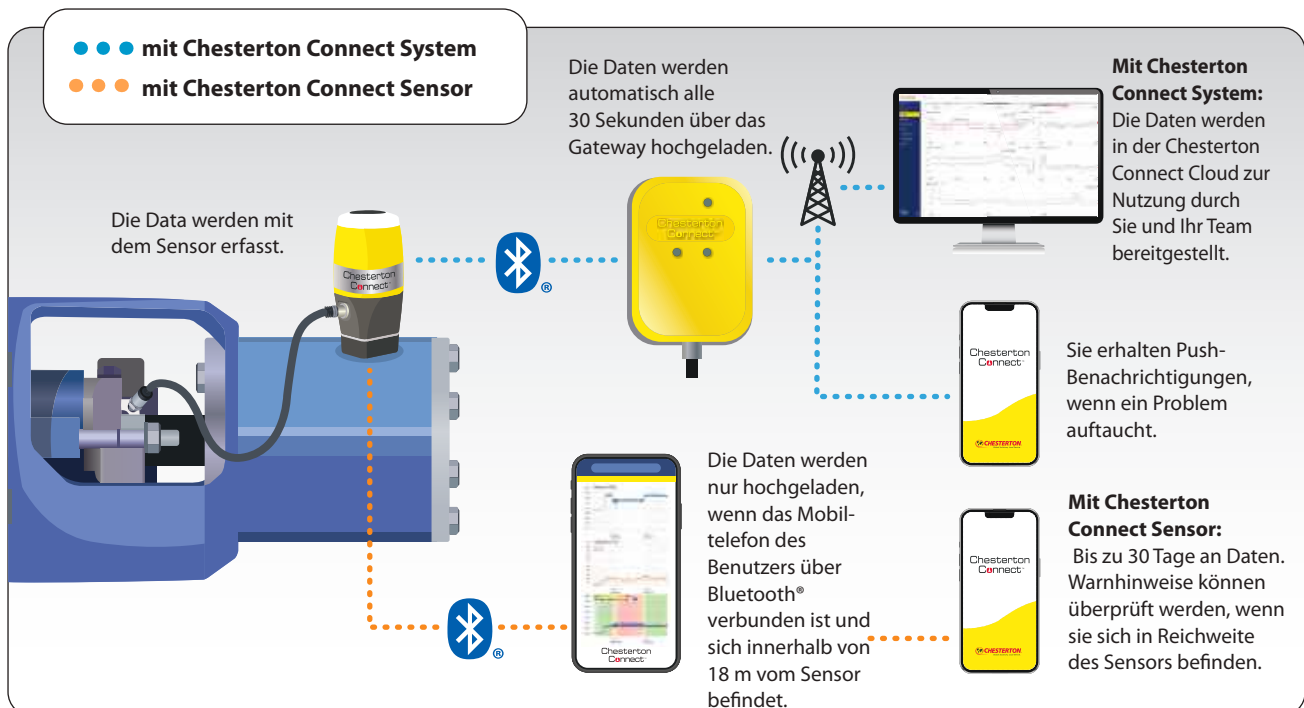 mit Chesterton Connect System
mit Chesterton Connect Sensor
Die Data werden mit
dem Sensor erfasst.
Chesterton
Connect™
®
Die Daten werden
automatisch alle
30 Sekunden über das
Gateway hochgeladen.
Chesterton
Connect
Mit Chesterton
Connect System:
Die Daten werden
in der Chesterton
Connect Cloud zur
Nutzung durch
Sie und Ihr Team
bereitgestellt.
Chesterton
Connect™
CHESTERTON
Sie erhalten Push-
Benachrichtigungen,
wenn ein Problem
auftaucht.
®
Chesterton
Connect™
Die Daten werden
nur hochgeladen,
wenn das Mobil-
telefon des
Benutzers über
Bluetooth®
verbunden ist und
sich innerhalb von
18 m vom Sensor
befindet.
Chesterton
Connect™
CHESTERTON
Mit Chesterton
Connect Sensor:
Bis zu 30 Tage an Daten.
Warnhinweise können
überprüft werden, wenn
sie sich in Reichweite
des Sensors befinden.